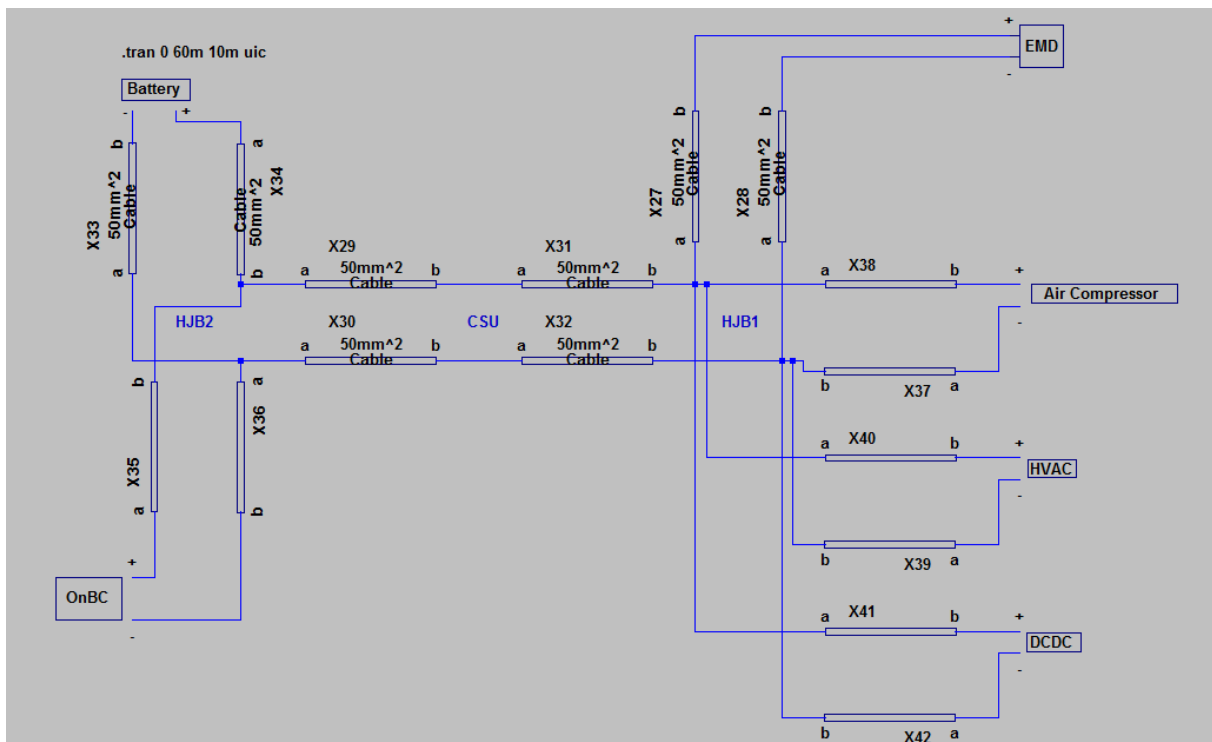 .tran 0 60m 10m uic
Battery
- +
+
EMD
-
b
50mm^2
Cable
X33
a
a
Cable
50mm^2
X34
b
b
50mm^2
Cable
X27
a
b
50mm^2
Cable
X28
a
X29
a 50mm^2 b
Cable
X31
a 50mm^2 b
Cable
X38
a b
+
Air Compressor
-
HJB2
CSU
HJB1
X30
a 50mm^2 b
Cable
X32
a 50mm^2 b
Cable
b X37 a
b
X35
a
a
X36
b
X40
a b
+
HVAC
-
b X39 a
+
OnBC
-
X41
a b
+
DCDC
-
b X42 a